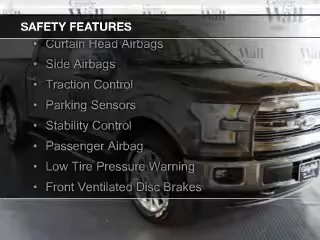 SAFETY FEATURES
• Curtain Head Airbags
• Side Airbags
• Traction Control
• Parking Sensors
• Stability Control
• Passenger Airbag
• Low Tire Pressure Warning
• Front Ventilated Disc Brakes
Wall